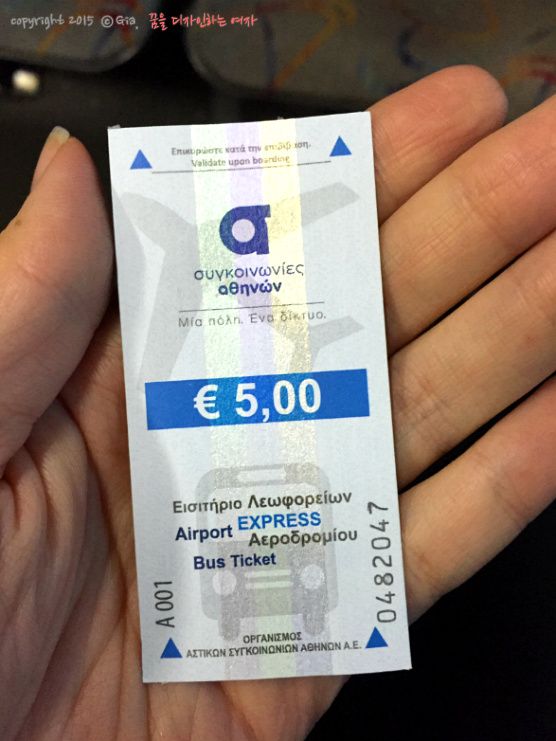 copyright 2015 © Gia. 꿈을 디자인하는 여자
Επικυρώστε κατά την επιβίβαση.
Validate upon boarding
α
συγκοινωνίες
αθηνών
Μία πόλη. Ένα δίκτυο.
€ 5,00
Εισιτήριο Λεωφορείων
Airport EXPRESS
Αεροδρομίου
Bus Ticket
A 001
0482047
ΟΡΓΑΝΙΣΜΟΣ
ΑΣΤΙΚΩΝ ΣΥΓΚΟΙΝΩΝΙΩΝ ΑΘΗΝΩΝ Α.Ε.